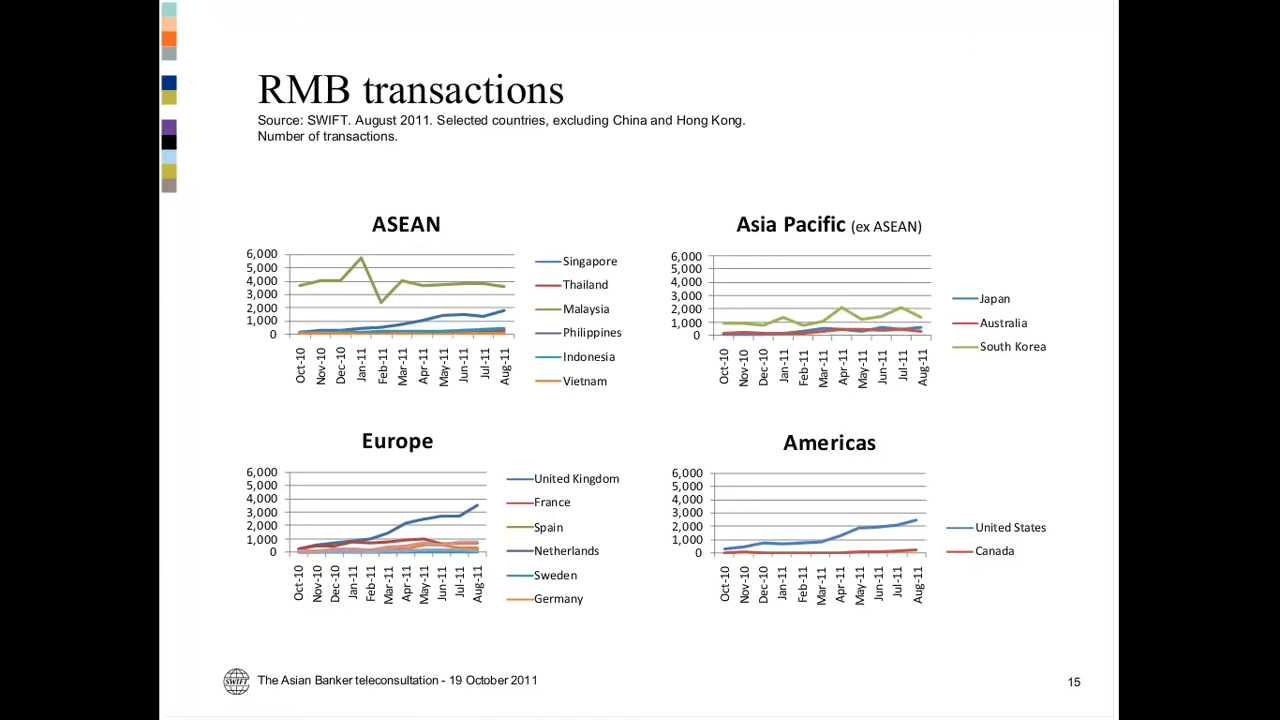 RMB transactions
Source: SWIFT. August 2011. Selected countries, excluding China and Hong Kong.
Number of transactions.
ASEAN
6,000
5,000
4,000
3,000
2,000
1,000
0
Oct-10
Nov-10
Dec-10
Jan-11
Feb-11
Mar-11
Apr-11
May-11
Jun-11
Jul-11
Aug-11
Singapore
Thailand
Malaysia
Philippines
Indonesia
Vietnam
Asia Pacific (ex ASEAN)
6,000
5,000
4,000
3,000
2,000
1,000
0
Oct-10
Nov-10
Dec-10
Jan-11
Feb-11
Mar-11
Apr-11
May-11
Jun-11
Jul-11
Aug-11
Japan
Australia
South Korea
Europe
6,000
5,000
4,000
3,000
2,000
1,000
0
Oct-10
Nov-10
Dec-10
Jan-11
Feb-11
Mar-11
Apr-11
May-11
Jun-11
Jul-11
Aug-11
United Kingdom
France
Spain
Netherlands
Sweden
Germany
Americas
6,000
5,000
4,000
3,000
2,000
1,000
0
Oct-10
Nov-10
Dec-10
Jan-11
Feb-11
Mar-11
Apr-11
May-11
Jun-11
Jul-11
Aug-11
United States
Canada
SWIFT
The Asian Banker teleconsultation - 19 October 2011
15